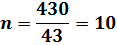 n = 430/43 = 10